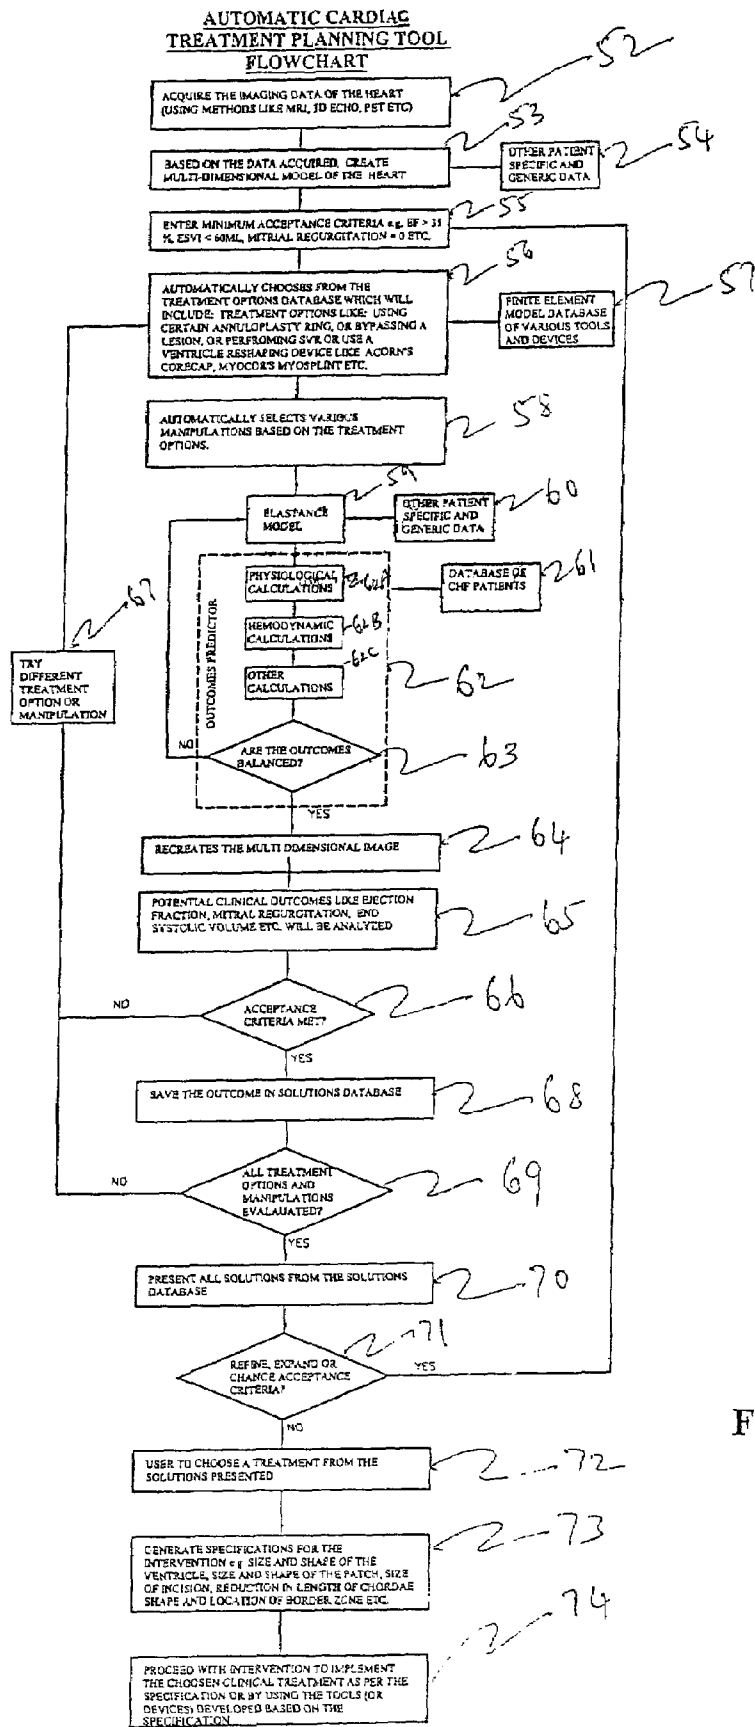 AUTOMATIC CARDIAC
TREATMENT PLANNING TOOL
FLOWCHART
ACQUIRE THE IMAGING DATA OF THE HEART
(USING METHODS LIKE MRI, 3D ECHO, PET ETC)
52
BASED ON THE DATA ACQUIRED, CREATE
MULTI-DIMENSIONAL MODEL OF THE HEART
53
OTHER PATIENT
SPECIFIC AND
GENERIC DATA
54
ENTER MINIMUM ACCEPTANCE CRITERIA e.g. EF > 35
%, ESVI < 60ML, MITRIAL REGURGITATION = 0 ETC.
55
AUTOMATICALLY CHOOSES FROM THE
TREATMENT OPTIONS DATABASE WHICH WILL
INCLUDE: TREATMENT OPTIONS LIKE: USING
CERTAIN ANNULOPLASTY RING, OR BYPASSING A
LESION, OR PERFROMING SVR OR USE A
VENTRICLE RESHAPING DEVICE LIKE ACORN'S
CORECAP, MYOCOR'S MYOSPLINT ETC.
56
FINITE ELEMENT
MODEL DATABASE
OF VARIOUS TOOLS
AND DEVICES
57
AUTOMATICALLY SELECTS VARIOUS
MANIPULATIONS BASED ON THE TREATMENT
OPTIONS.
58
ELASTANCE
MODEL
59
OTHER PATIENT
SPECIFIC AND
GENERIC DATA
60
OUTCOMES PREDICTOR
PHYSIOLOGICAL
CALCULATIONS
62A
DATABASE OF
CHF PATIENTS
61
HEMODYNAMIC
CALCULATIONS
62B
OTHER
CALCULATIONS
62C
62
67
TRY
DIFFERENT
TREATMENT
OPTION OR
MANIPULATION
NO
ARE THE OUTCOMES
BALANCED?
63
YES
RECREATES THE MULTI DIMENSIONAL IMAGE
64
POTENTIAL CLINICAL OUTCOMES LIKE EJECTION
FRACTION, MITRAL REGURGITATION, END
SYSTOLIC VOLUME ETC. WILL BE ANALYZED
65
NO
ACCEPTANCE
CRITERIA MET?
66
YES
SAVE THE OUTCOME IN SOLUTIONS DATABASE
68
NO
ALL TREATMENT
OPTIONS AND
MANIPULATIONS
EVALAUATED?
69
YES
PRESENT ALL SOLUTIONS FROM THE SOLUTIONS
DATABASE
70
REFINE, EXPAND OR
CHANGE ACCEPTANCE
CRITERIA?
71
YES
NO
F
USER TO CHOOSE A TREATMENT FROM THE
SOLUTIONS PRESENTED
72
GENERATE SPECIFICATIONS FOR THE
INTERVENTION e.g. SIZE AND SHAPE OF THE
VENTRICLE, SIZE AND SHAPE OF THE PATCH, SIZE
OF INCISION, REDUCTION IN LENGTH OF CHORDAE
SHAPE AND LOCATION OF BORDER ZONE ETC.
73
PROCEED WITH INTERVENTION TO IMPLEMENT
THE CHOOSEN CLINICAL TREATMENT AS PER THE
SPECIFICATION OR BY USING THE TOOLS (OR
DEVICES) DEVELOPED BASED ON THE
SPECIFICATION
74